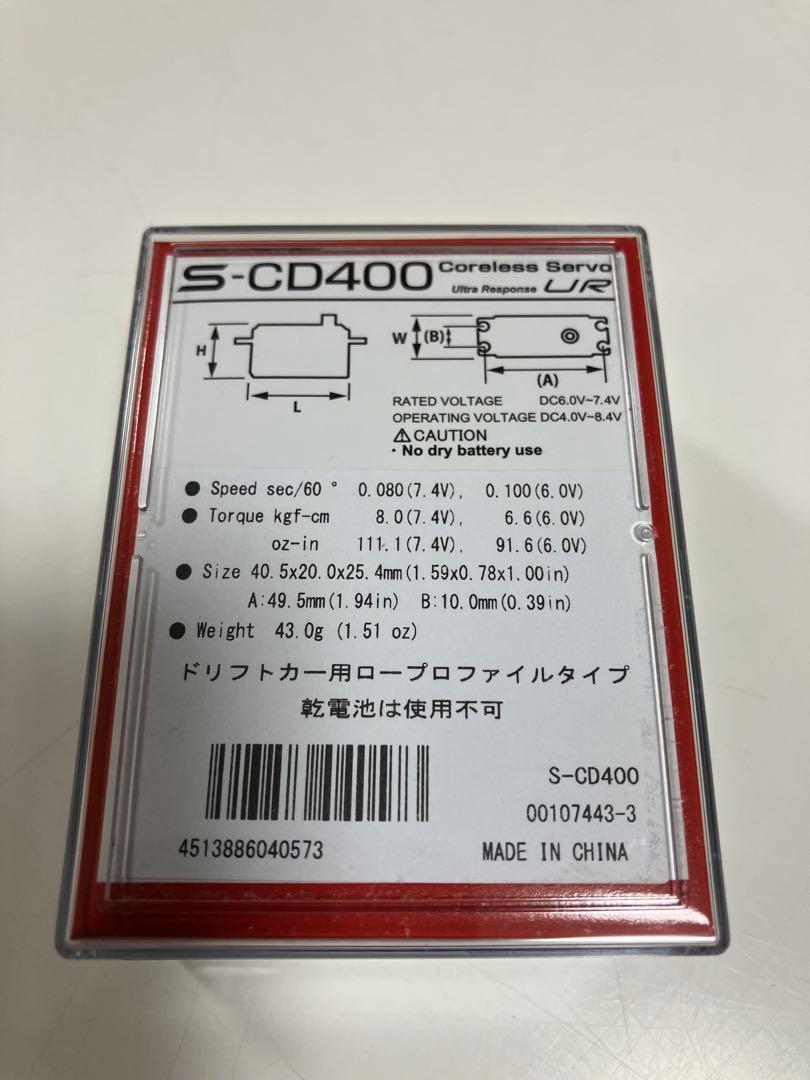 S-CD400 Coreless Servo
Ultra Response UR
H
L
W
(B)
(A)
RATED VOLTAGE DC6.0V~7.4V
OPERATING VOLTAGE DC4.0V~8.4V
⚠CAUTION
・No dry battery use
● Speed sec/60 ° 0.080(7.4V), 0.100(6.0V)
● Torque kgf-cm 8.0(7.4V), 6.6(6.0V)
oz-in 111.1(7.4V), 91.6(6.0V)
● Size 40.5x20.0x25.4mm(1.59x0.78x1.00in)
A:49.5mm(1.94in) B:10.0mm(0.39in)
● Weight 43.0g (1.51 oz)
ドリフトカー用ロープロファイルタイプ
乾電池は使用不可
S-CD400
00107443-3
4513886040573 MADE IN CHINA